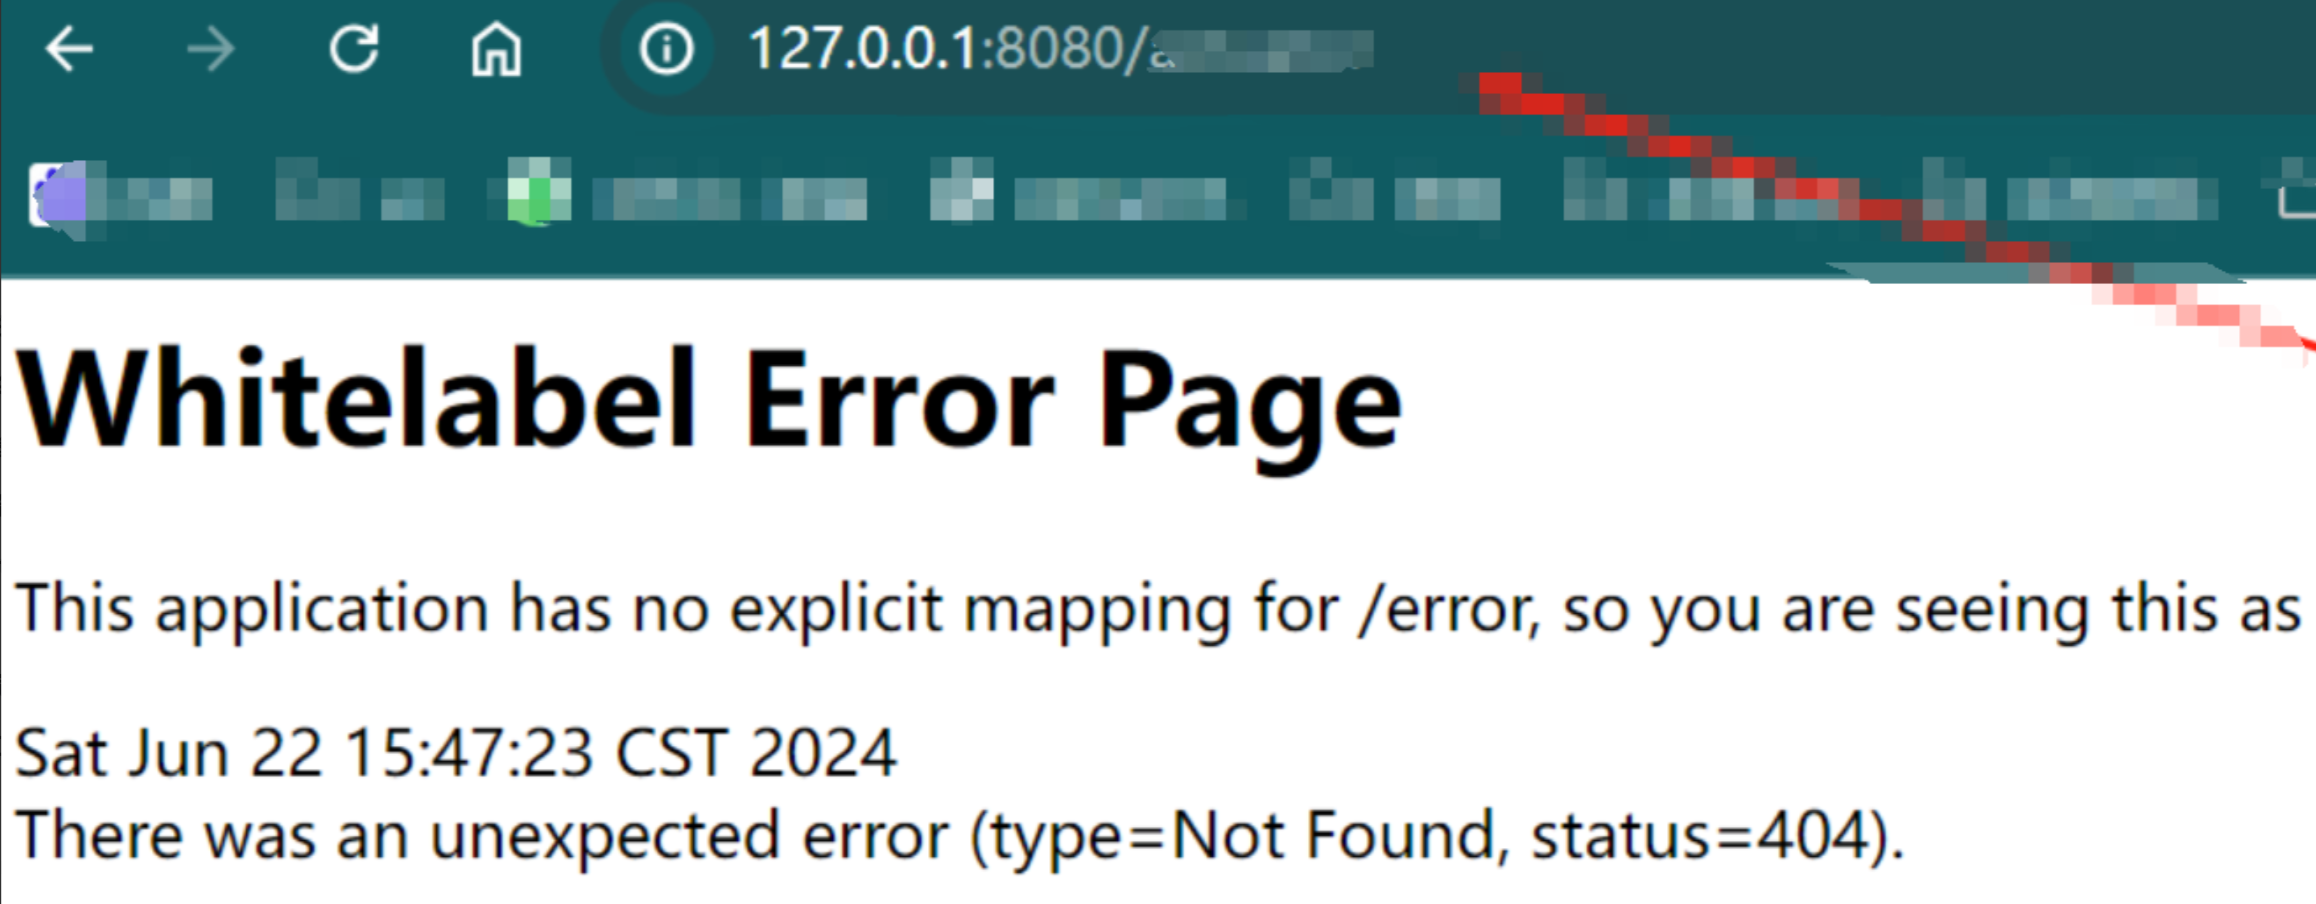 127.0.0.1:8080/a
Whitelabel Error Page
This application has no explicit mapping for /error, so you are seeing this as
Sat Jun 22 15:47:23 CST 2024
There was an unexpected error (type=Not Found, status=404).